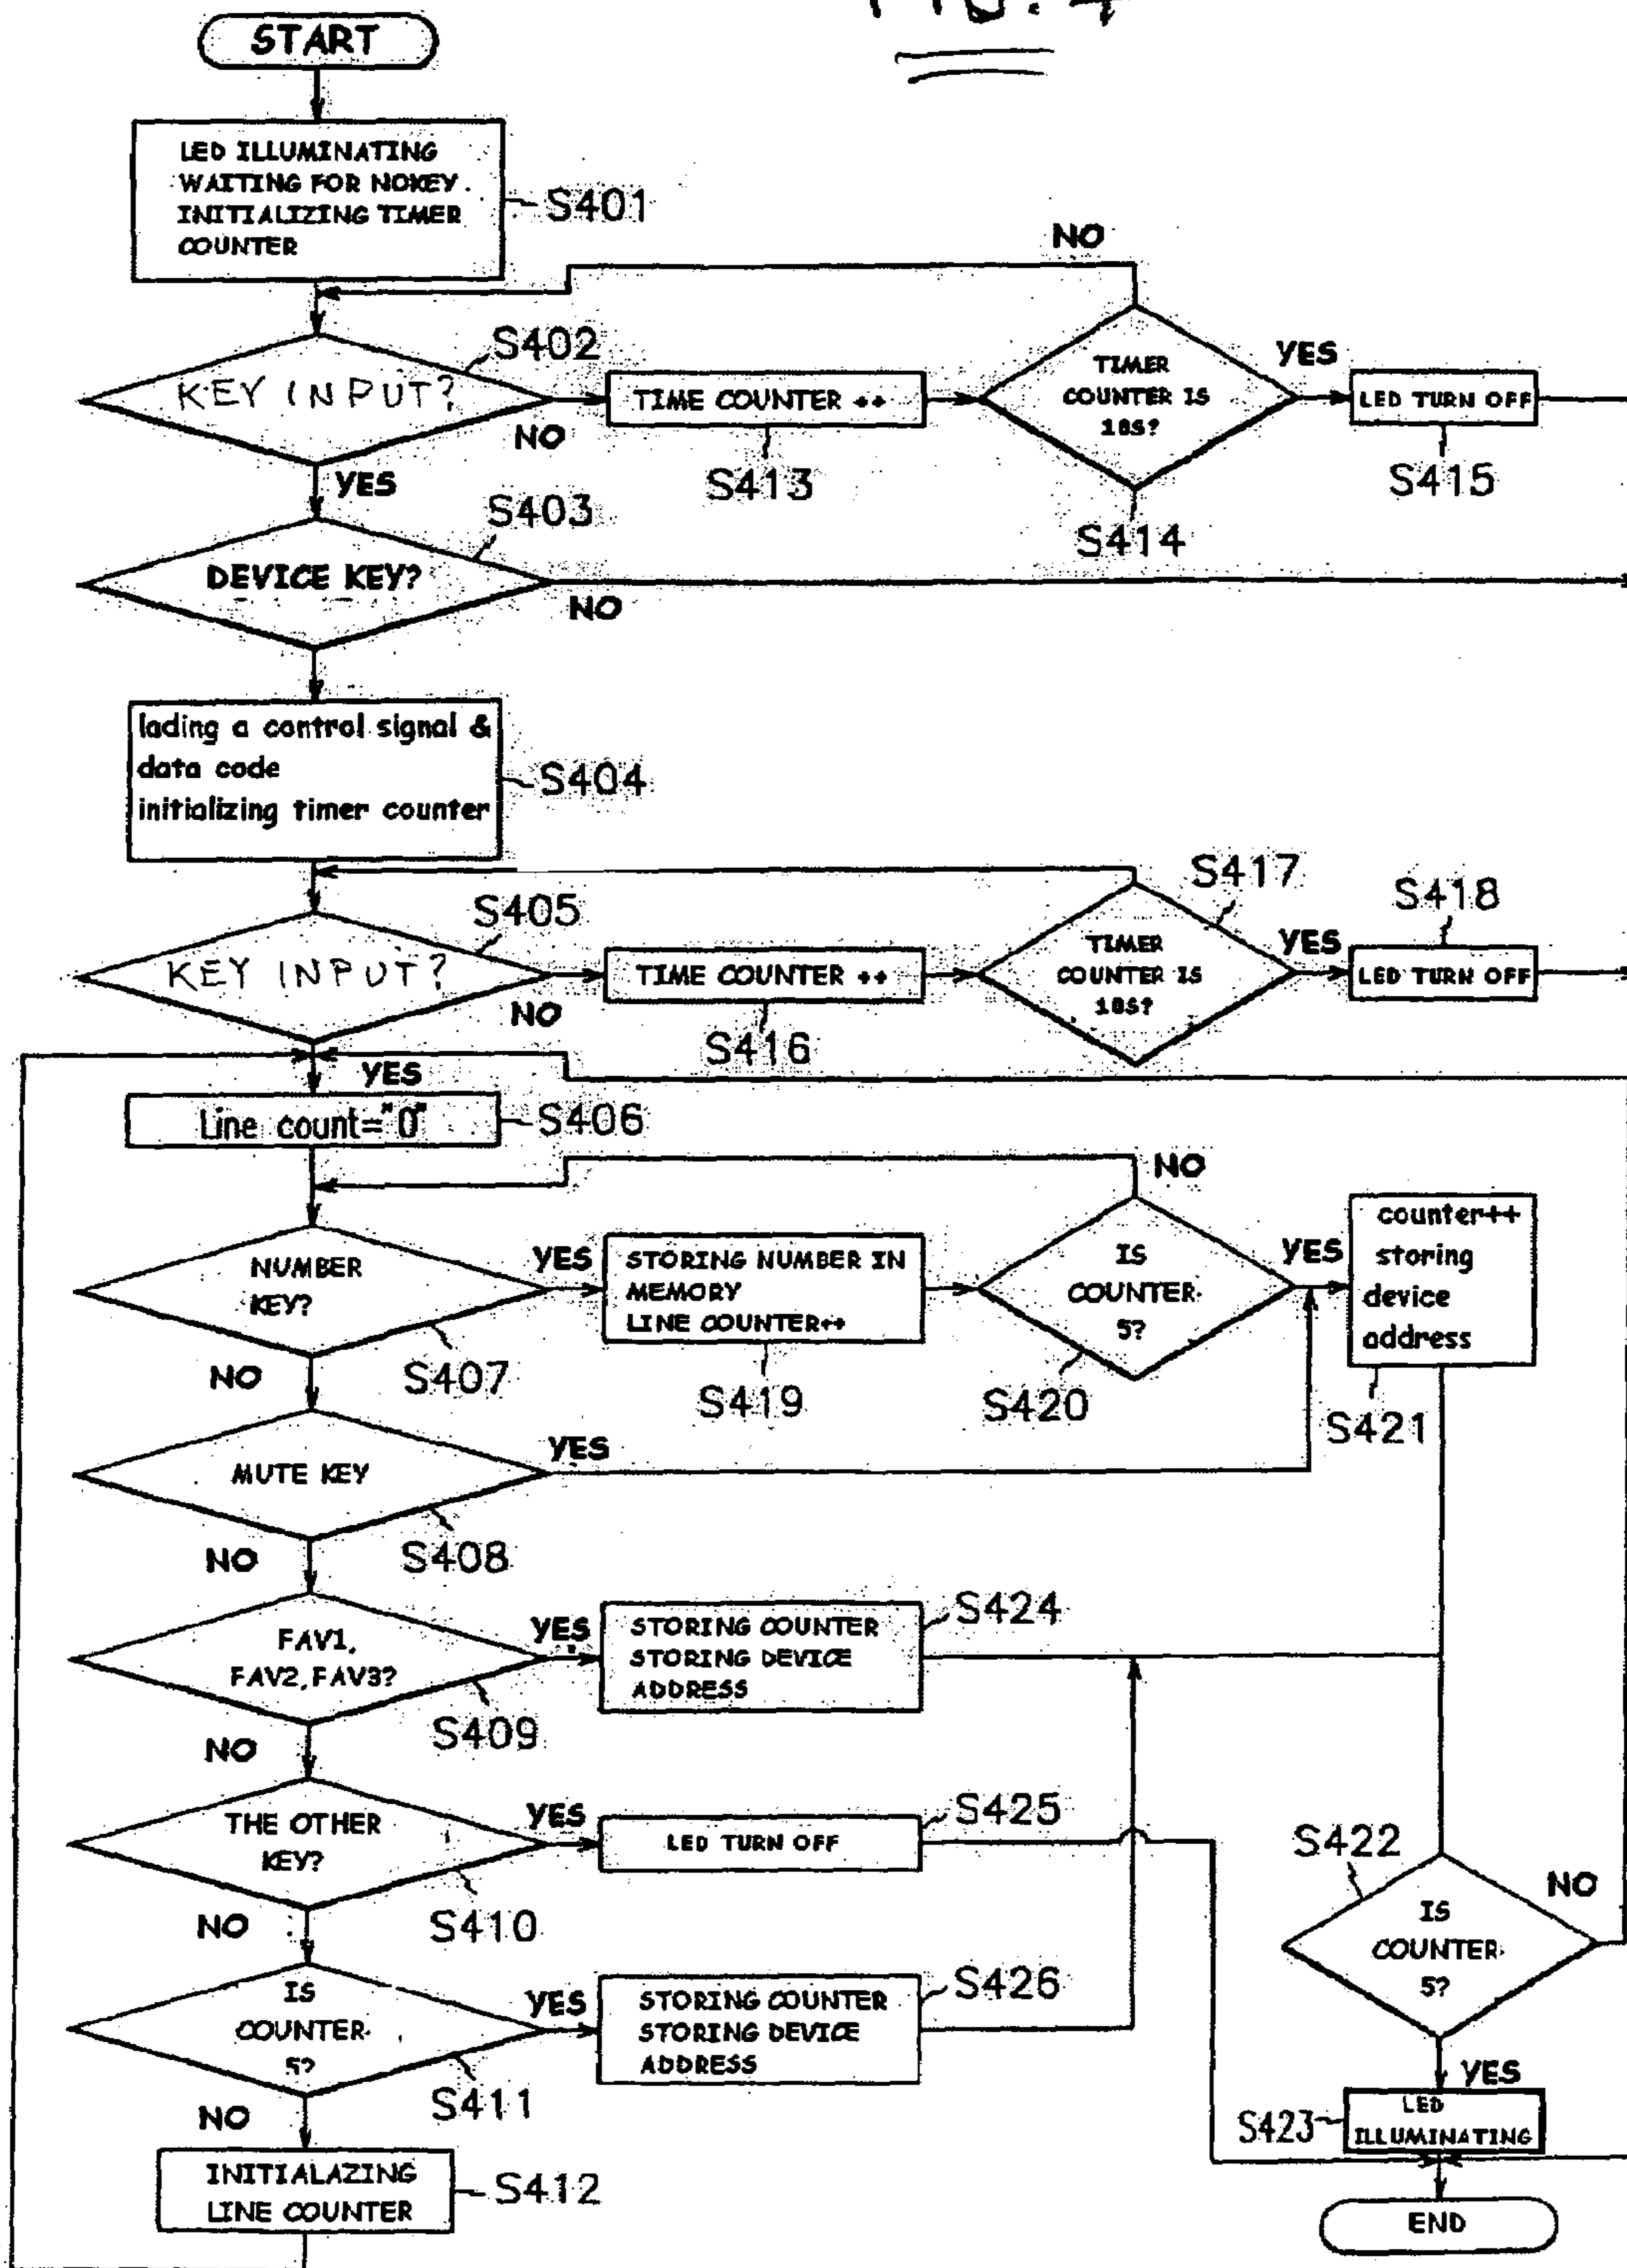 FIG. 4
START
LED ILLUMINATING
WAITING FOR NOKEY.
INITIALIZING TIMER
COUNTER
S401
NO
S402
KEY INPUT?
NO
TIME COUNTER ++
S413
TIMER
COUNTER IS
10S?
S414
YES
LED TURN OFF
S415
YES
S403
DEVICE KEY?
NO
lading a control signal &
data code
initializing timer counter
S404
S405
KEY INPUT?
NO
TIME COUNTER ++
S416
S417
TIMER
COUNTER IS
10S?
YES
S418
LED TURN OFF
YES
Line count="0"
S406
NO
NUMBER
KEY?
S407
YES
STORING NUMBER IN
MEMORY
LINE COUNTER++
S419
IS
COUNTER
5?
S420
YES
counter++
storing
device
address
S421
NO
MUTE KEY
YES
S408
NO
FAV1,
FAV2,FAV3?
S409
YES
STORING COUNTER
STORING DEVICE
ADDRESS
S424
NO
THE OTHER
KEY?
S410
YES
LED TURN OFF
S425
S422
IS
COUNTER
5?
NO
NO
IS
COUNTER
5?
S411
YES
STORING COUNTER
STORING DEVICE
ADDRESS
S426
YES
S423
LED
ILLUMINATING
NO
INITIALAZING
LINE COUNTER
S412
END